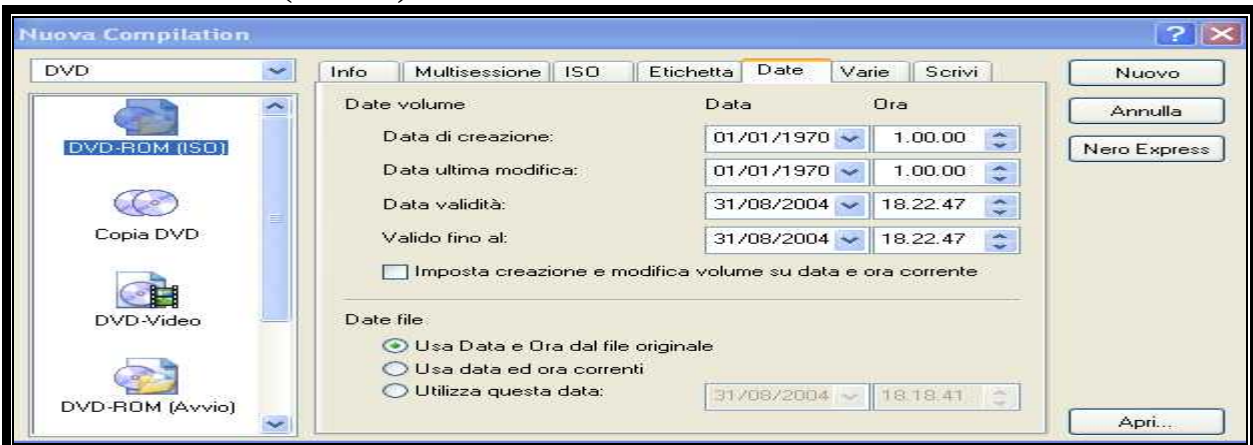 Nuova Compilation
DVD
DVD-ROM (ISO)
Copia DVD
DVD-Video
DVD-ROM (Avvio)
Info Multisessione ISO Etichetta Date Varie Scrivi
Date volume Data Ora
Data di creazione: 01/01/1970 1.00.00
Data ultima modifica: 01/01/1970 1.00.00
Data validità: 31/08/2004 18.22.47
Valido fino al: 31/08/2004 18.22.47
Imposta creazione e modifica volume su data e ora corrente
Date file
Usa Data e Ora dal file originale
Usa data ed ora correnti
Utilizza questa data: 31/08/2004 18.18.41
Nuovo
Annulla
Nero Express
Apri...